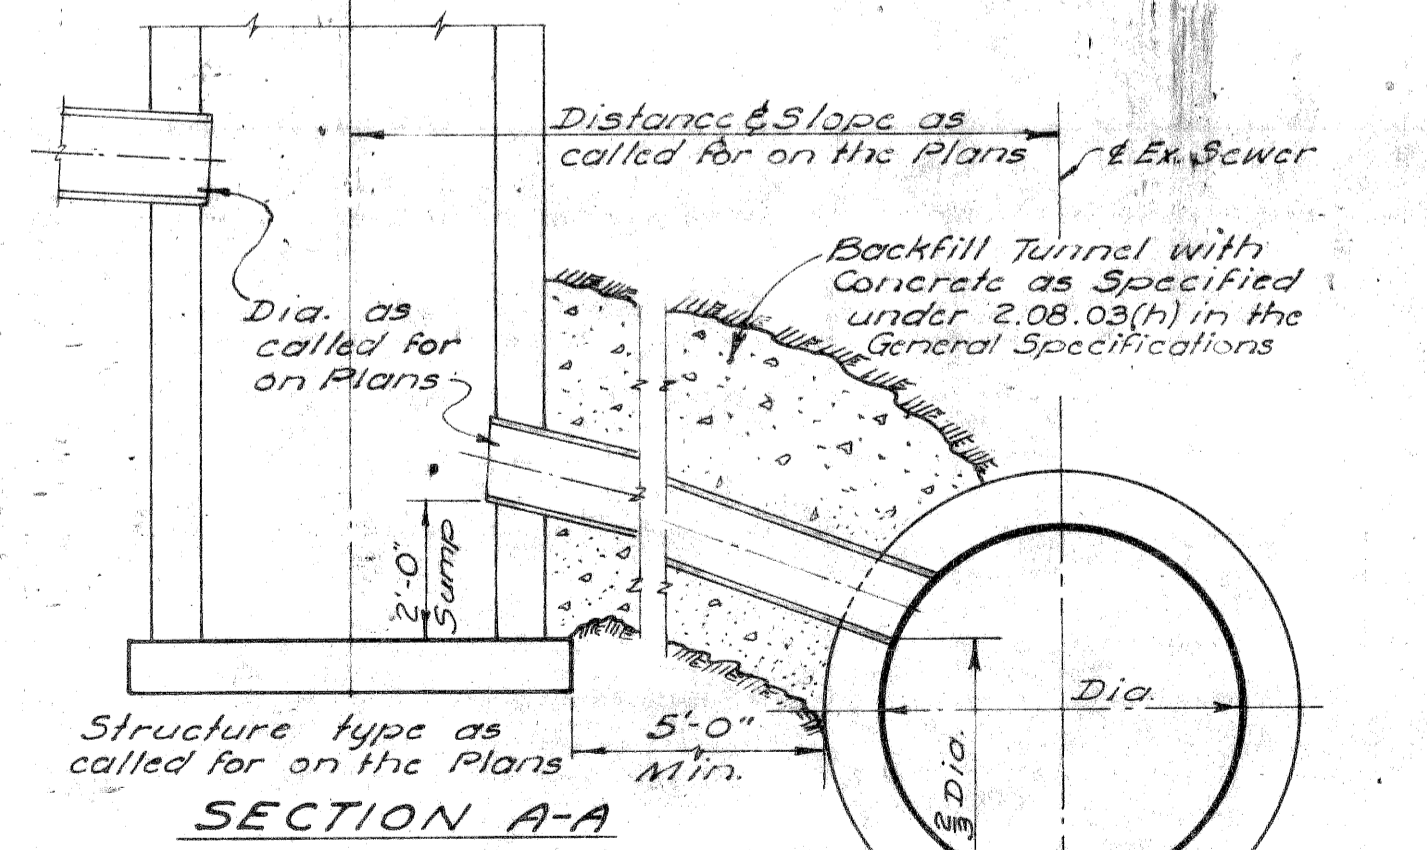 Distance & Slope as
called for on the Plans
℄ Ex. Sewer
Backfill Tunnel with
Concrete as Specified
under 2.08.03(h) in the
General Specifications
Dia. as
called for
on Plans
2'-0"
Sump
Dia.
2/3 Dia.
5'-0"
Min.
Structure type as
called for on the Plans
SECTION A-A